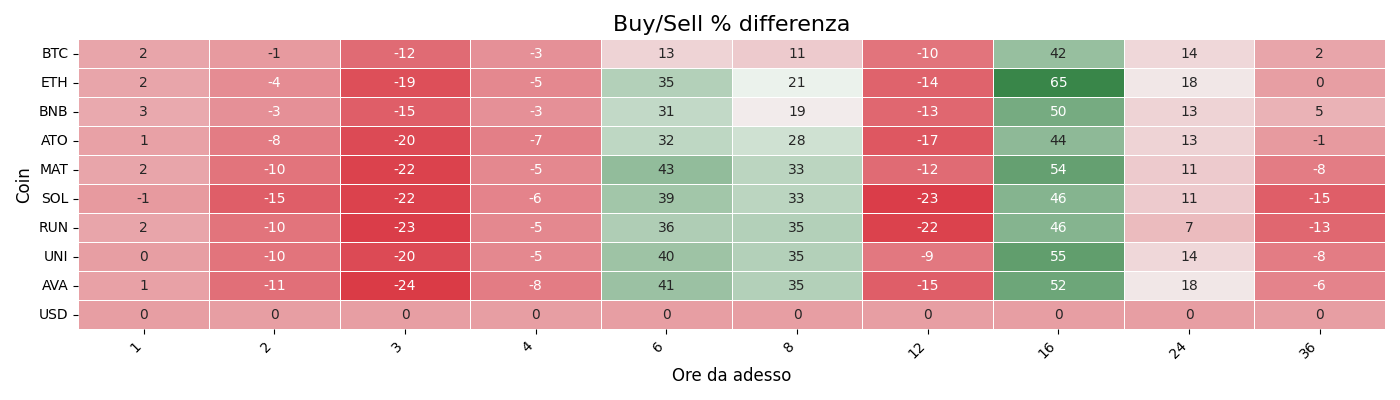 Buy/Sell % differenza
Coin
BTC 2 -1 -12 -3 13 11 -10 42 14 2
ETH 2 -4 -19 -5 35 21 -14 65 18 0
BNB 3 -3 -15 -3 31 19 -13 50 13 5
ATO 1 -8 -20 -7 32 28 -17 44 13 -1
MAT 2 -10 -22 -5 43 33 -12 54 11 -8
SOL -1 -15 -22 -6 39 33 -23 46 11 -15
RUN 2 -10 -23 -5 36 35 -22 46 7 -13
UNI 0 -10 -20 -5 40 35 -9 55 14 -8
AVA 1 -11 -24 -8 41 35 -15 52 18 -6
USD 0 0 0 0 0 0 0 0 0 0
1 2 3 4 6 8 12 16 24 36
Ore da adesso